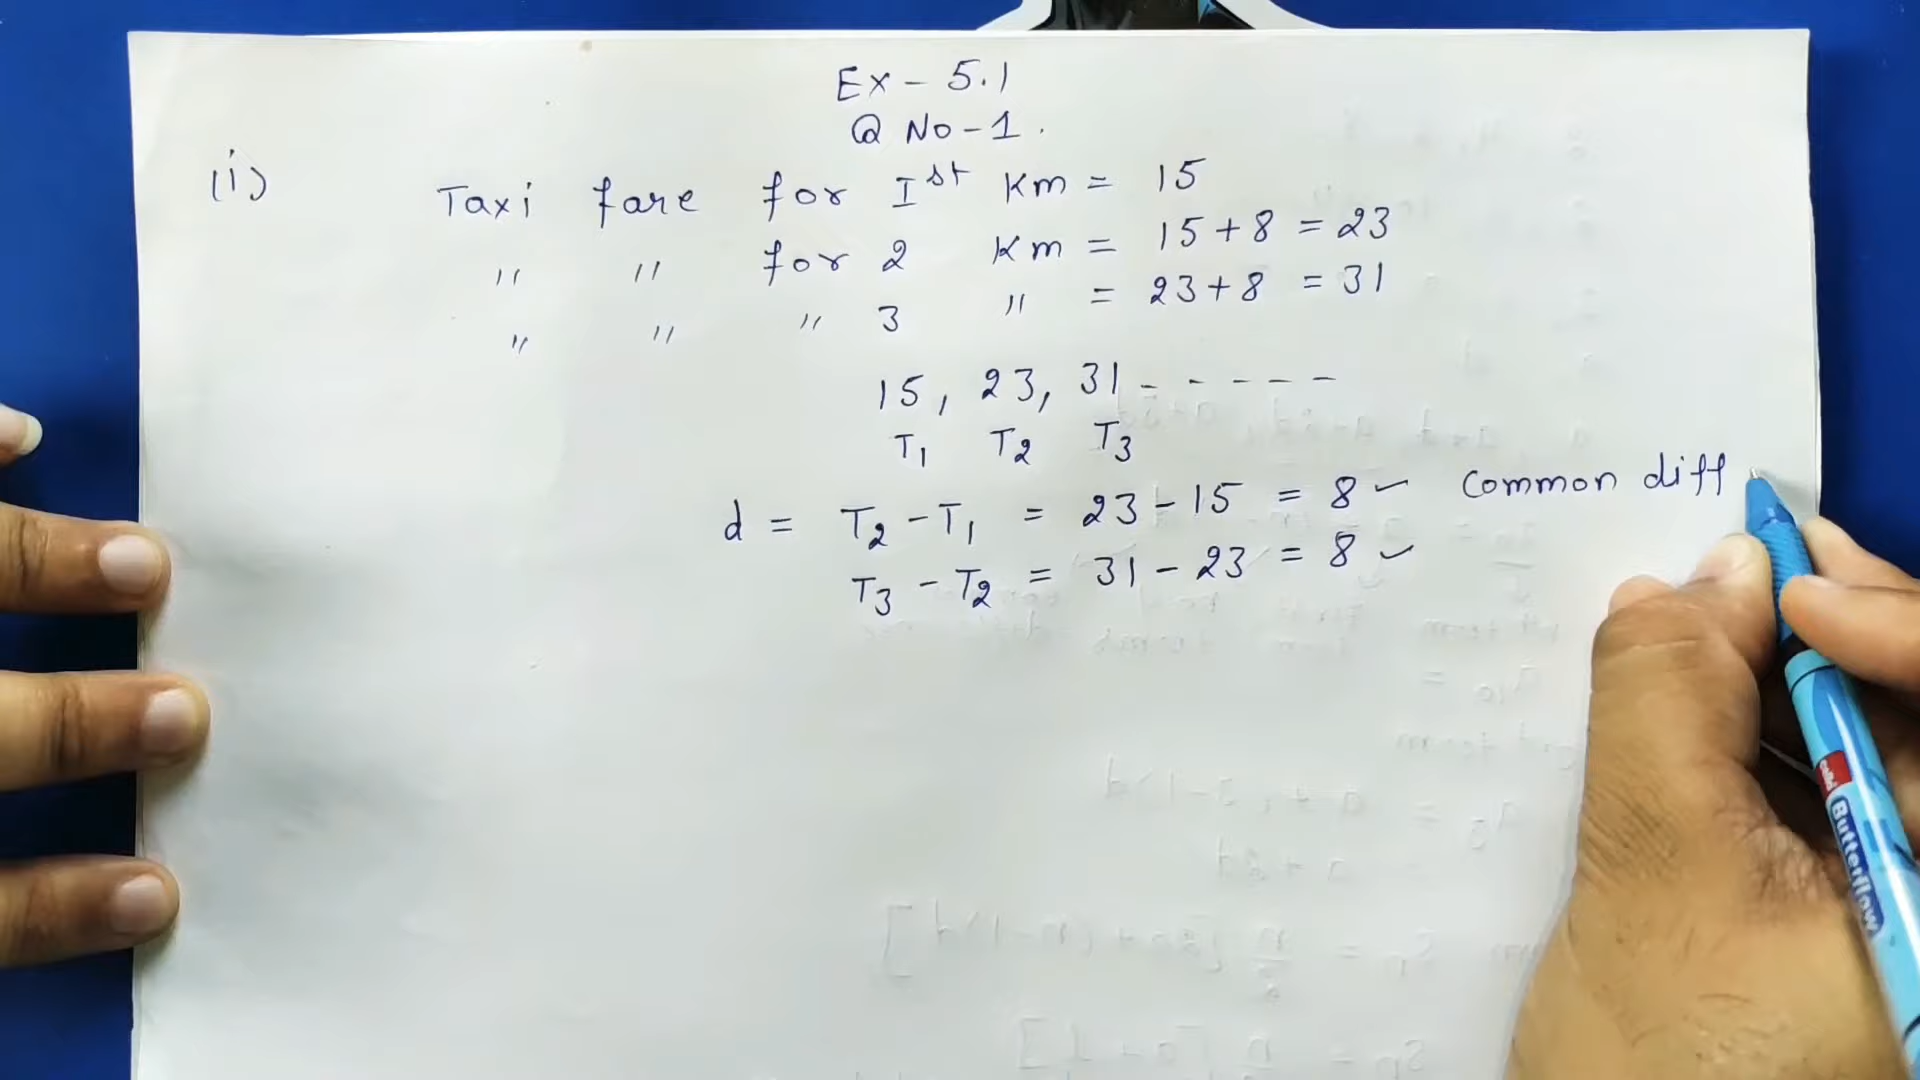 Ex - 5.1
Q No - 1.
(i) Taxi fare for Ist Km = 15
" " for 2 Km = 15 + 8 = 23
" " " 3 " = 23 + 8 = 31
15, 23, 31 - - - - -
T1 T2 T3
d = T2 - T1 = 23 - 15 = 8 ✓ Common diff
T3 - T2 = 31 - 23 = 8 ✓
cello Butterflow